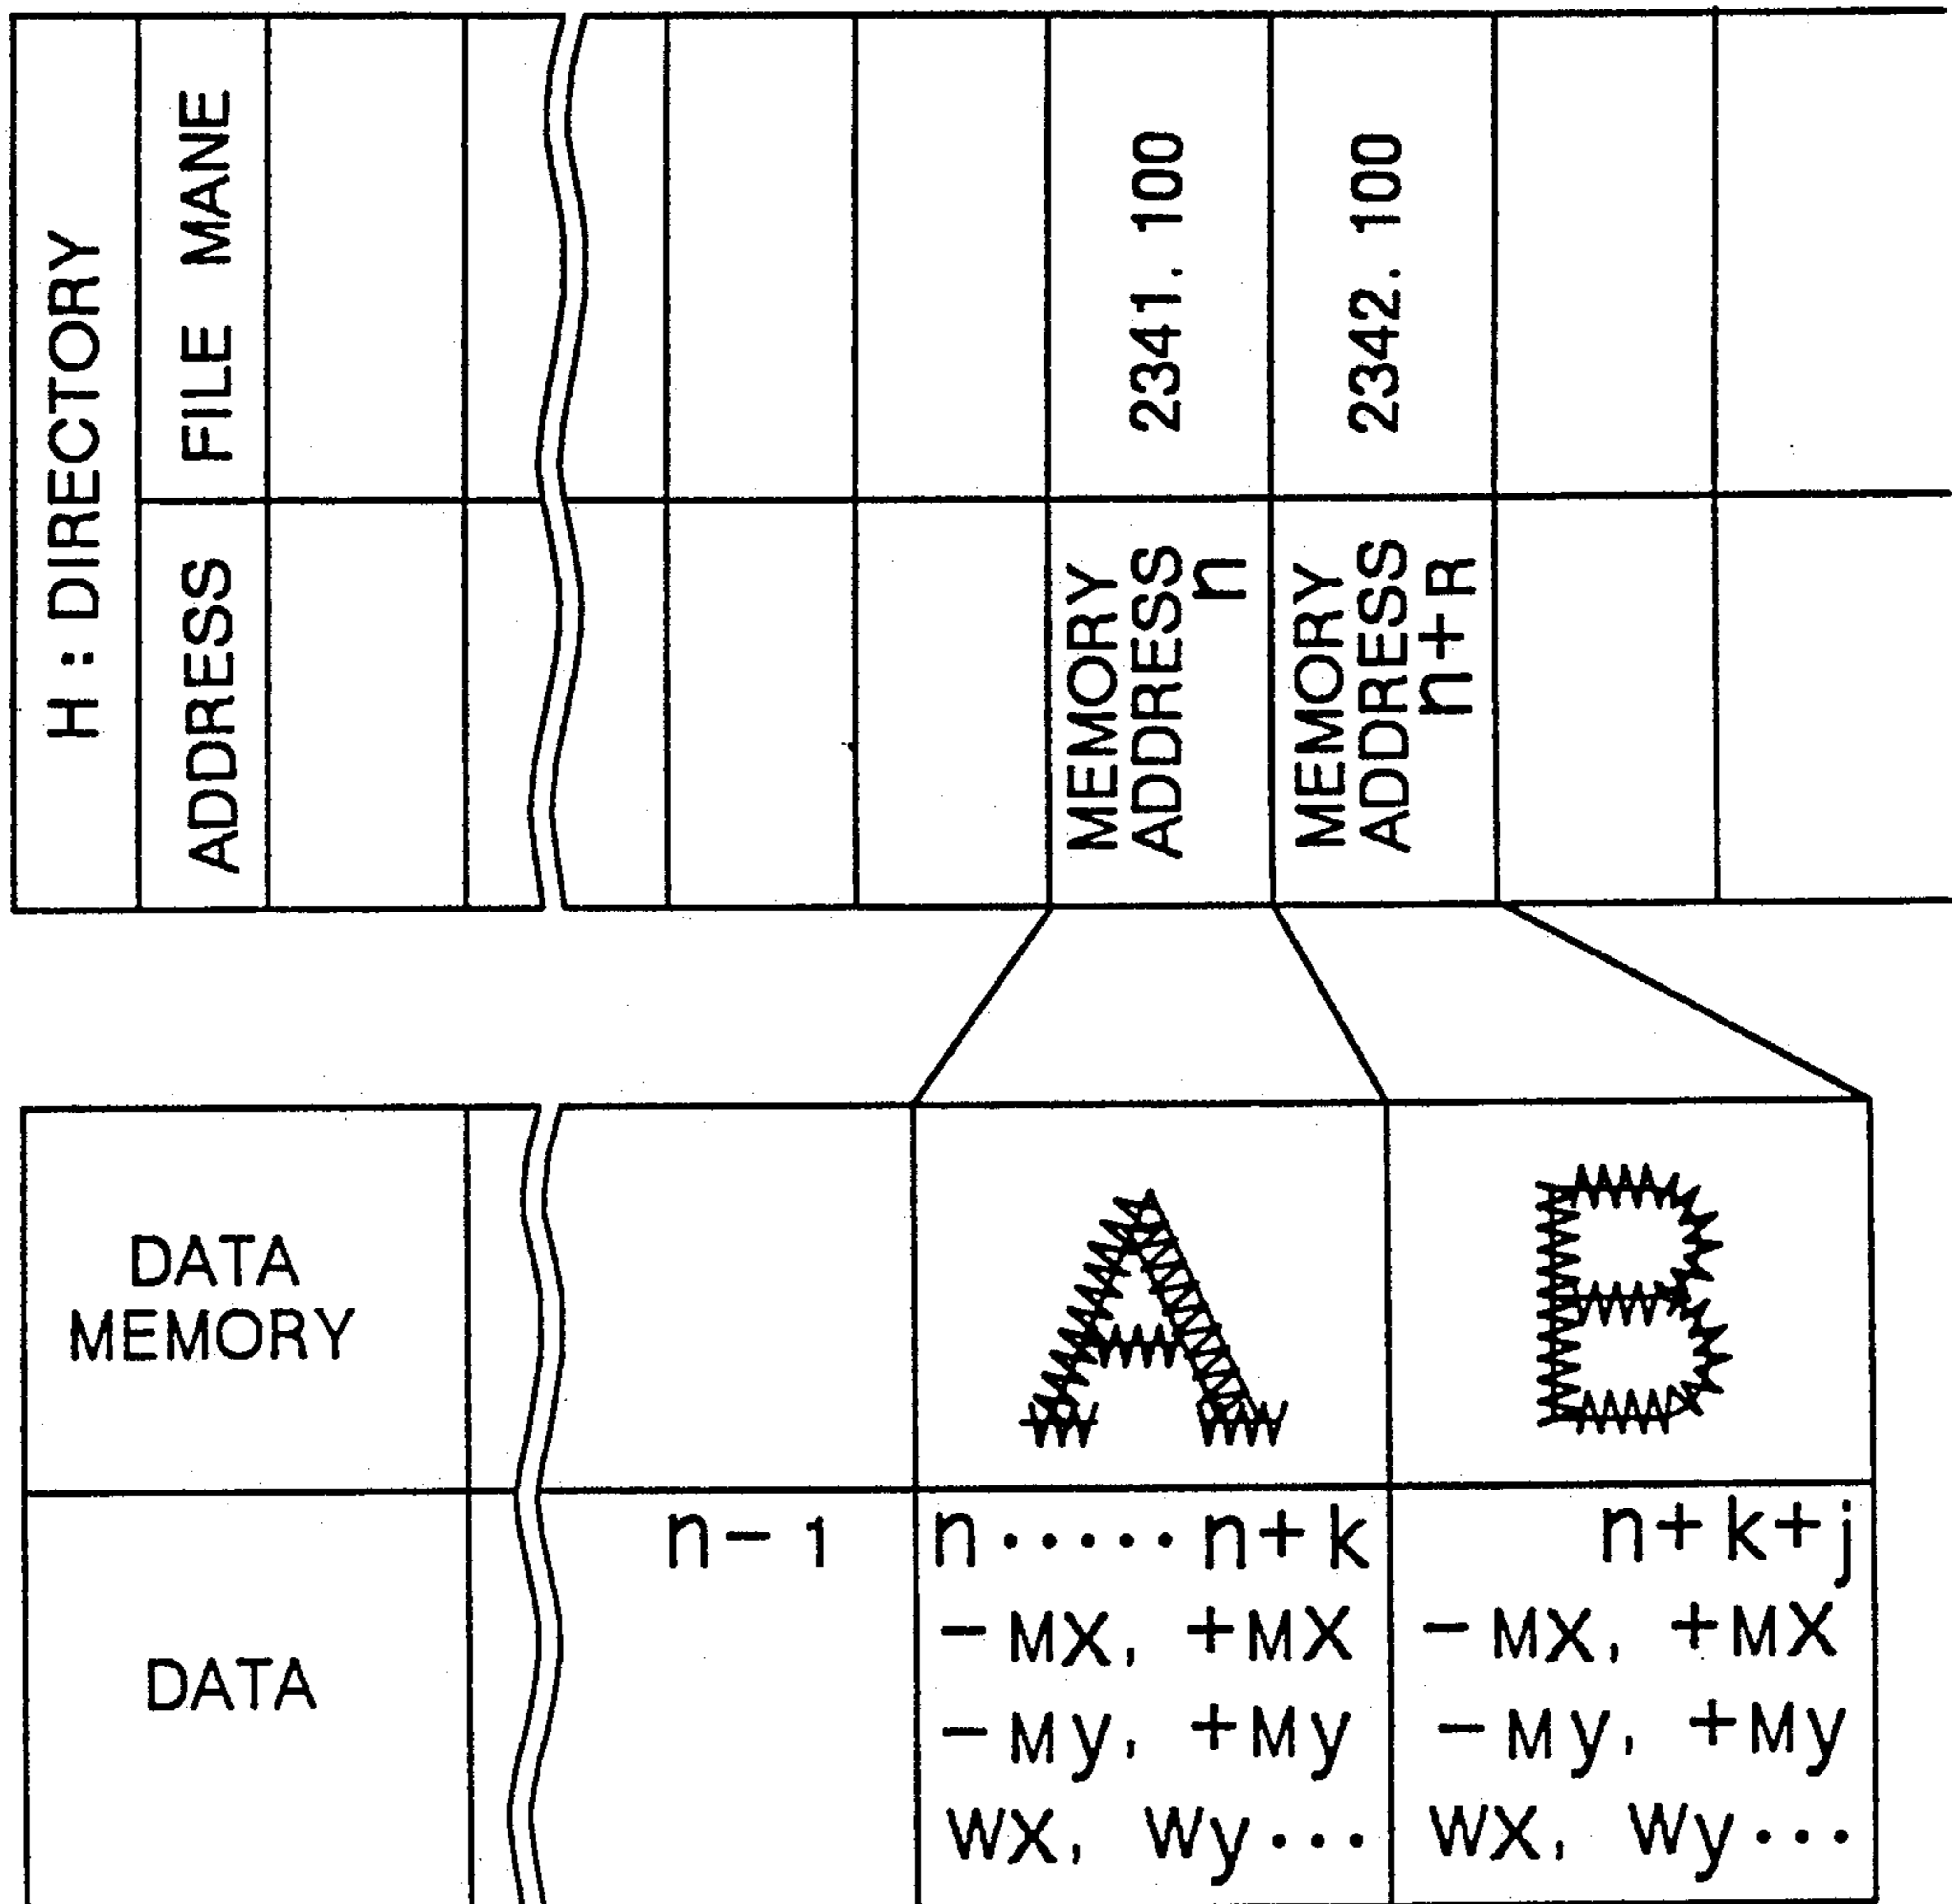 H : DIRECTORY
ADDRESS
FILE MANE
MEMORY
ADDRESS
n
2341. 100
MEMORY
ADDRESS
n+R
2342. 100
DATA
MEMORY
A
B
DATA
n-1
n・・・・・n+k
-MX, +MX
-My, +My
WX, Wy・・・
n+k+j
-MX, +MX
-My, +My
WX, Wy・・・